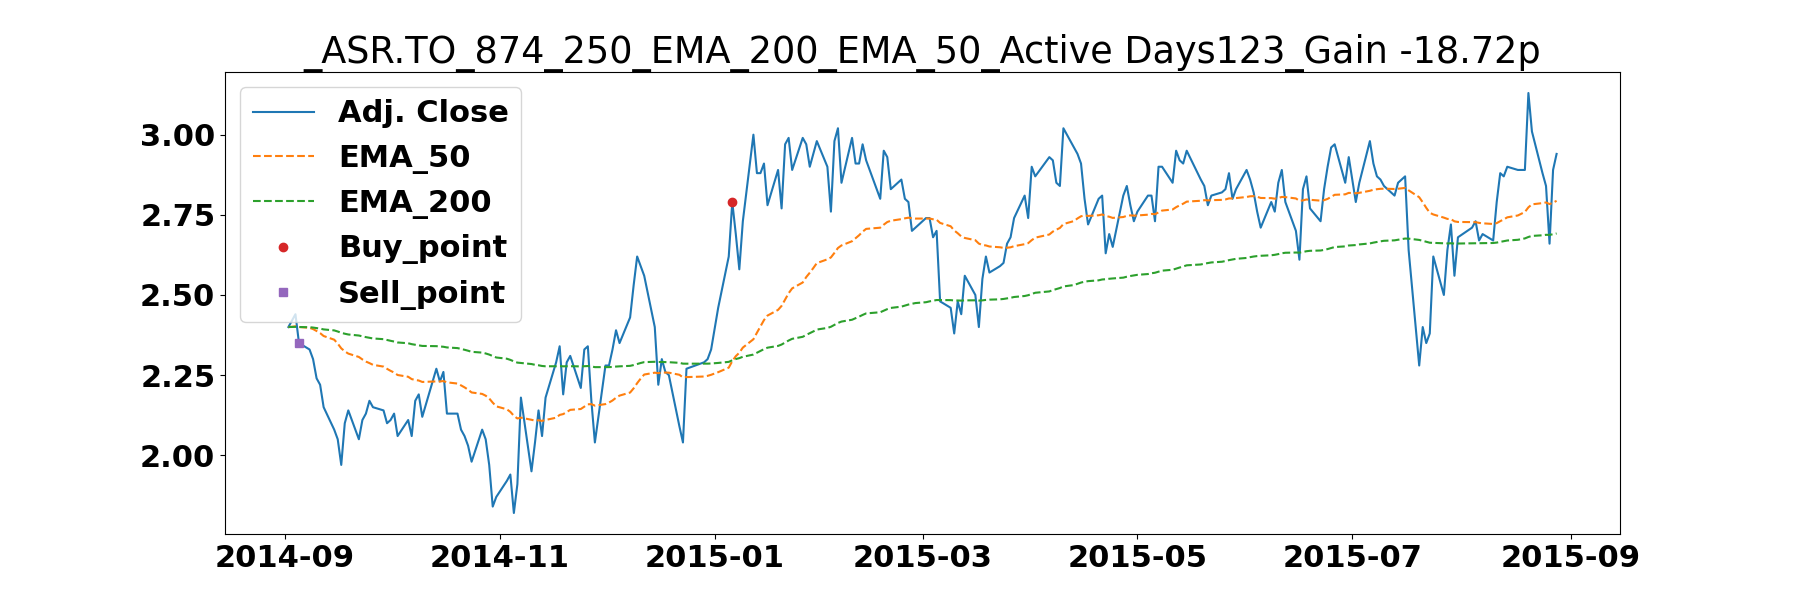 _ASR.TO_874_250_EMA_200_EMA_50_Active Days123_Gain -18.72p
Adj. Close
EMA_50
EMA_200
Buy_point
Sell_point
3.00
2.75
2.50
2.25
2.00
2014-09 2014-11 2015-01 2015-03 2015-05 2015-07 2015-09